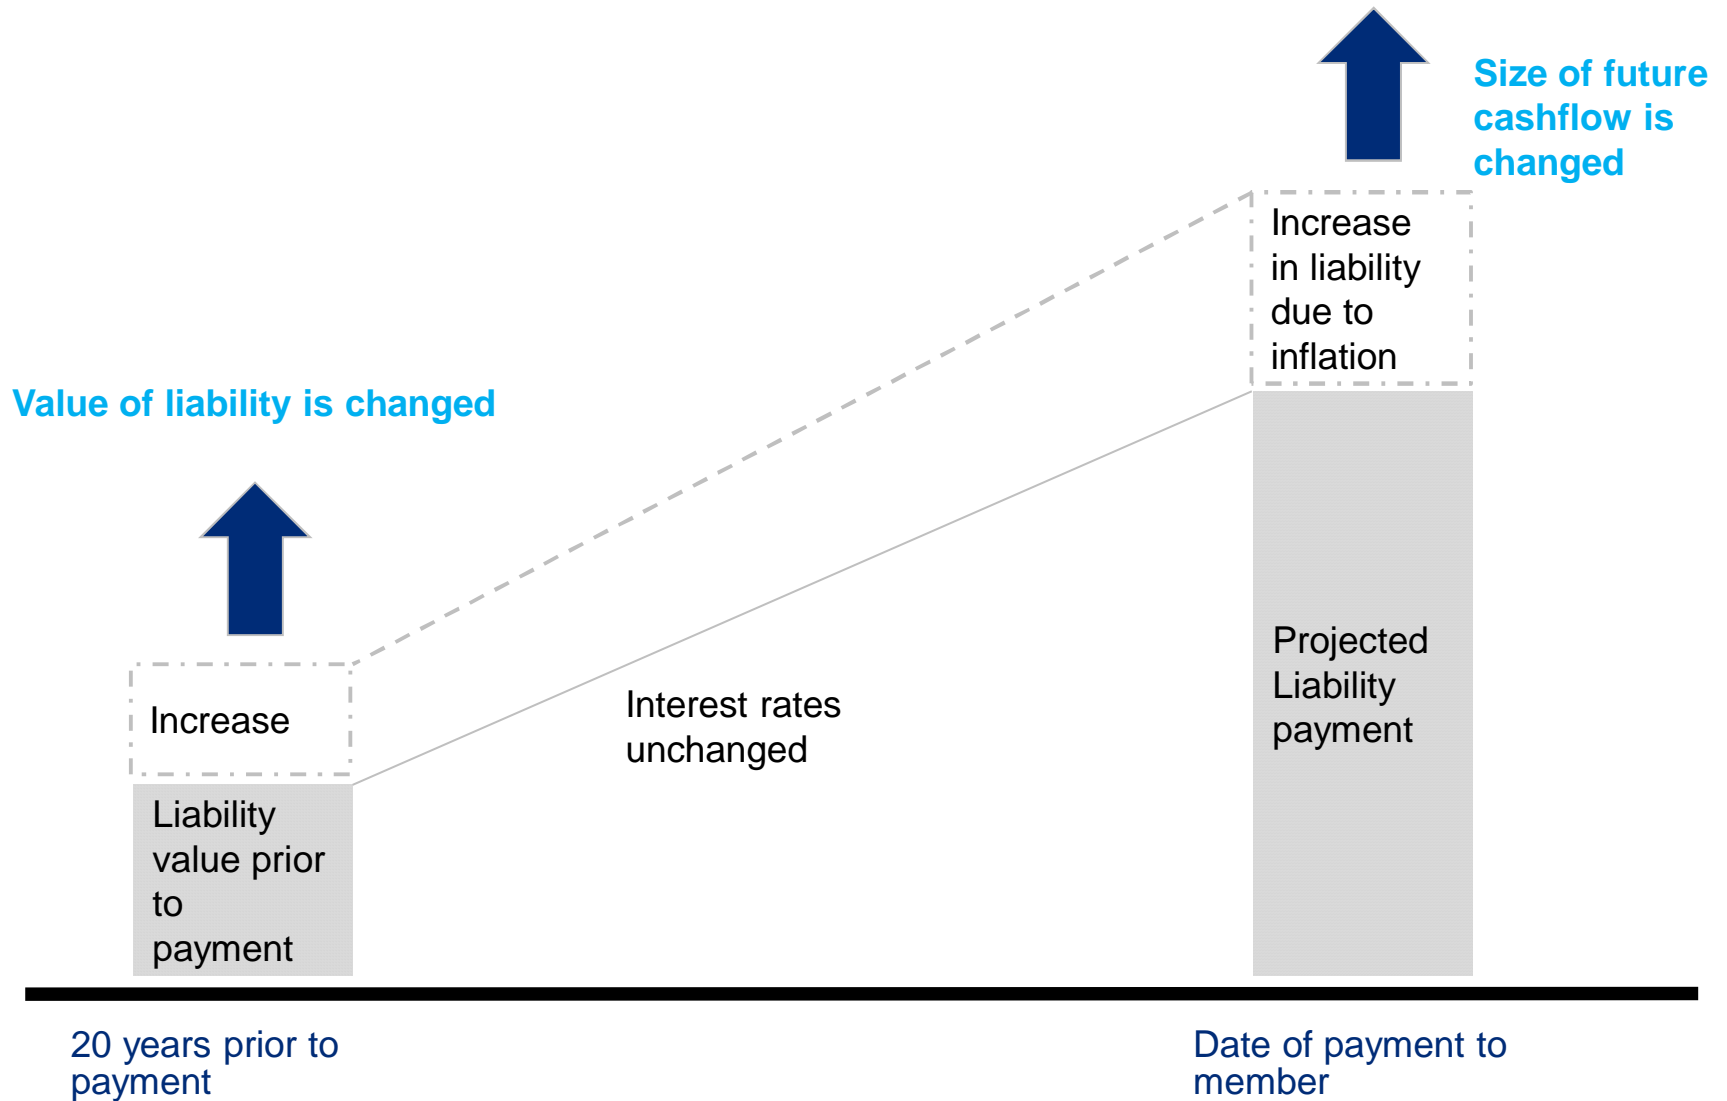 Size of future
cashflow is
changed
Increase
in liability
due to
inflation
Value of liability is changed
Increase
Interest rates
unchanged
Projected
Liability
payment
Liability
value prior
to
payment
20 years prior to
payment
Date of payment to
member